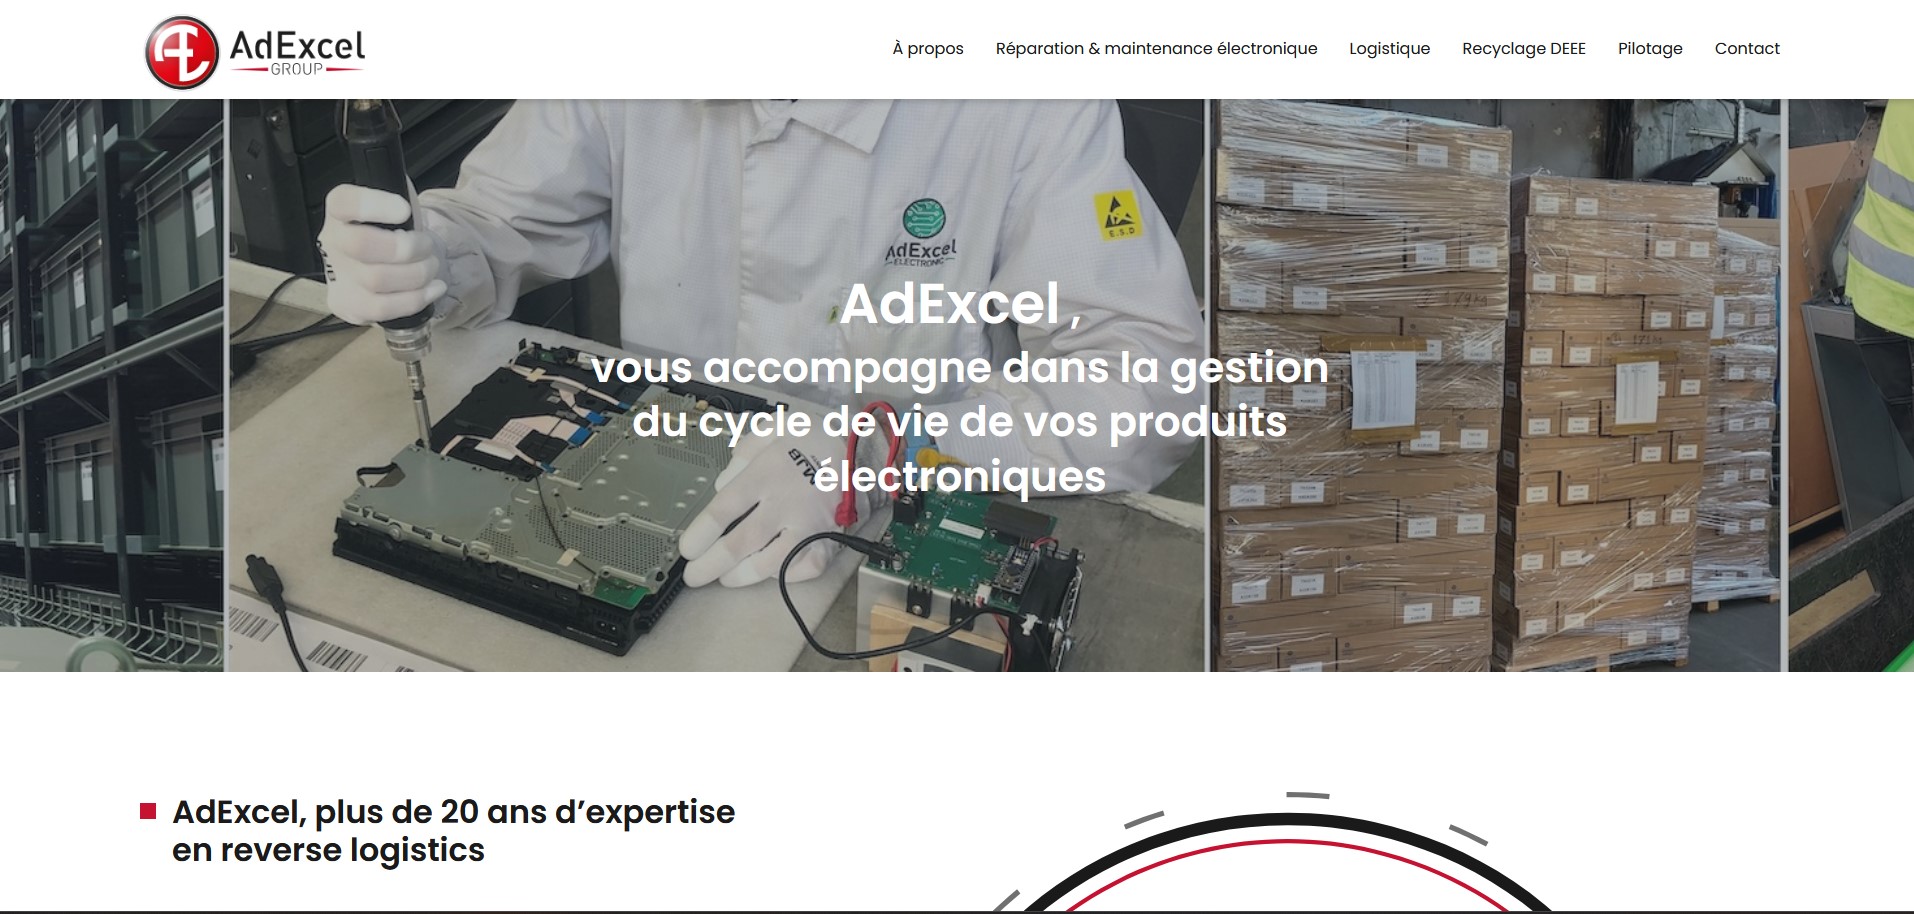 AdExcel
GROUP
À propos
Réparation & maintenance électronique
Logistique
Recyclage DEEE
Pilotage
Contact
AdExcel
ELECTRONIC
E.S.D
AdExcel ,
vous accompagne dans la gestion
du cycle de vie de vos produits
électroniques
AdExcel, plus de 20 ans d’expertise
en reverse logistics